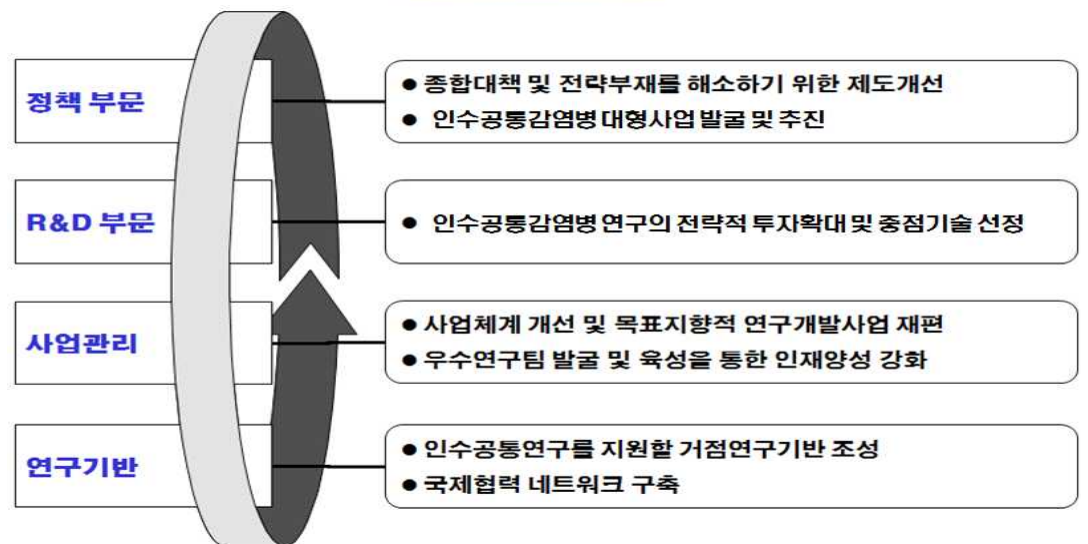 정책 부문
● 종합대책 및 전략부재를 해소하기 위한 제도개선
● 인수공통감염병 대형사업 발굴 및 추진
R&D 부문
● 인수공통감염병 연구의 전략적 투자확대 및 중점기술 선정
사업관리
● 사업체계 개선 및 목표지향적 연구개발사업 재편
● 우수연구팀 발굴 및 육성을 통한 인재양성 강화
연구기반
● 인수공통연구를 지원할 거점연구기반 조성
● 국제협력 네트워크 구축